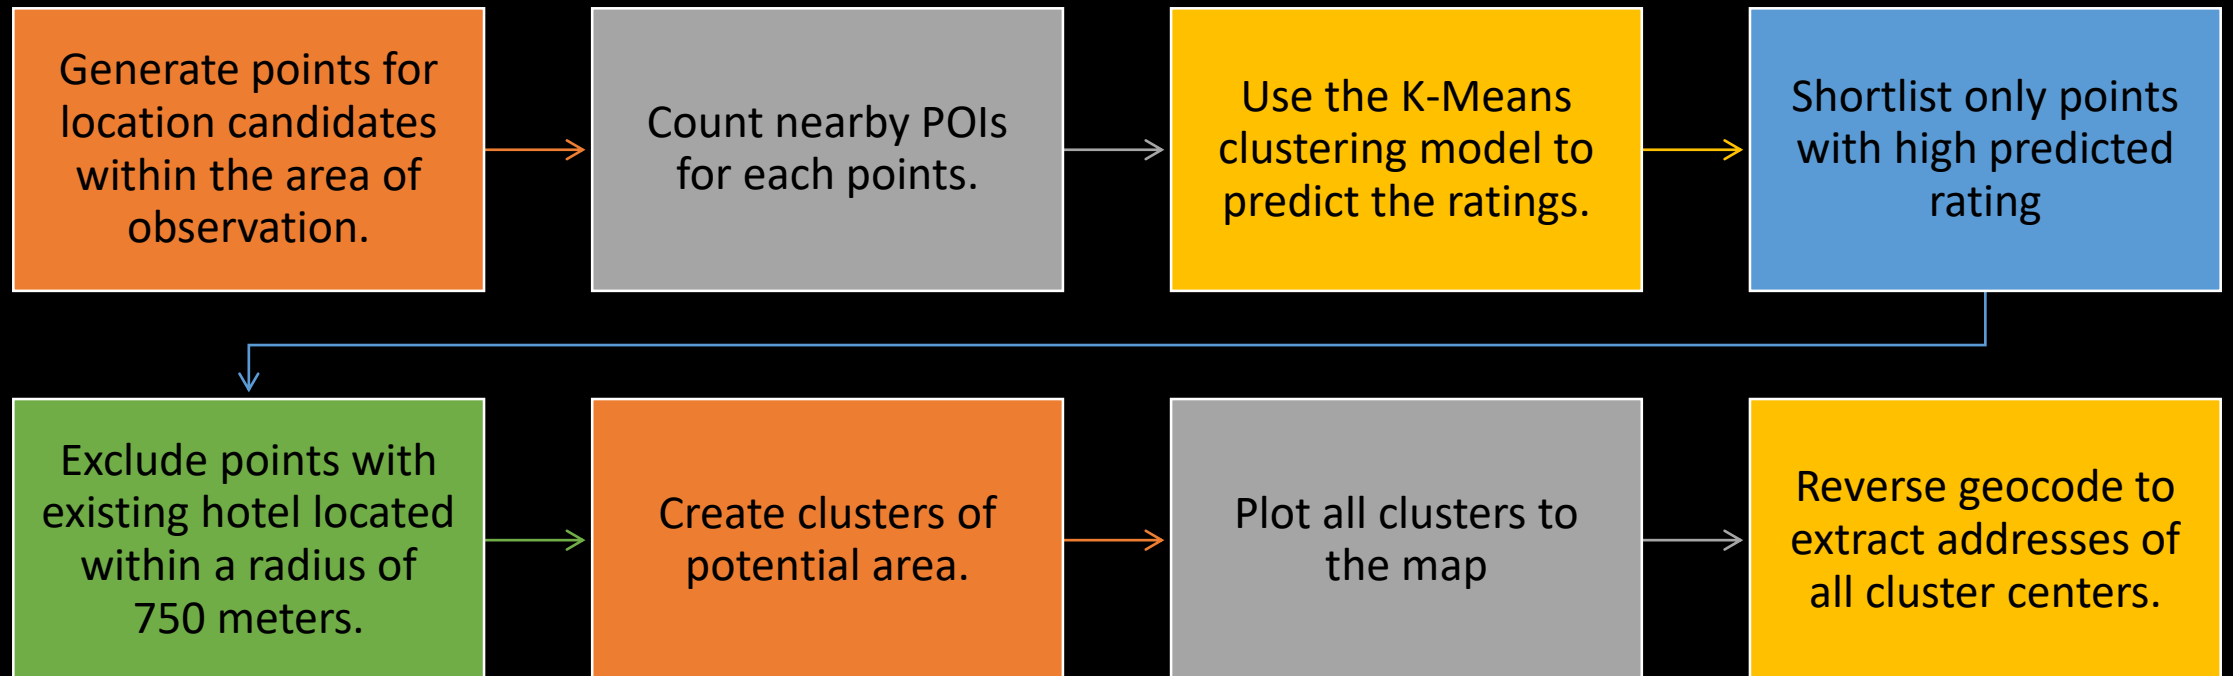 Generate points for
location candidates
within the area of
observation.
Count nearby POIs
for each points.
Use the K-Means
clustering model to
predict the ratings.
Shortlist only points
with high predicted
rating
Exclude points with
existing hotel located
within a radius of
750 meters.
Create clusters of
potential area.
Plot all clusters to
the map
Reverse geocode to
extract addresses of
all cluster centers.